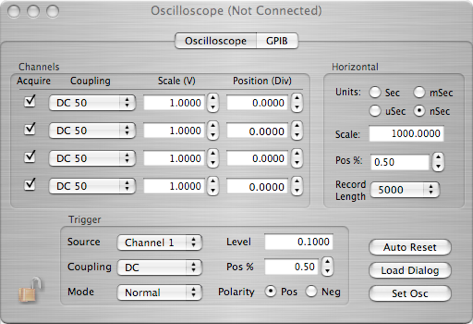 Oscilloscope (Not Connected)
Oscilloscope GPIB
Channels
Acquire Coupling Scale (V) Position (Div)
DC 50 1.0000 0.0000
DC 50 1.0000 0.0000
DC 50 1.0000 0.0000
DC 50 1.0000 0.0000
Horizontal
Units: Sec mSec
uSec nSec
Scale: 1000.0000
Pos %: 0.50
Record
Length 5000
Trigger
Source Channel 1 Level 0.1000
Coupling DC Pos % 0.50
Mode Normal Polarity Pos Neg
Auto Reset
Load Dialog
Set Osc